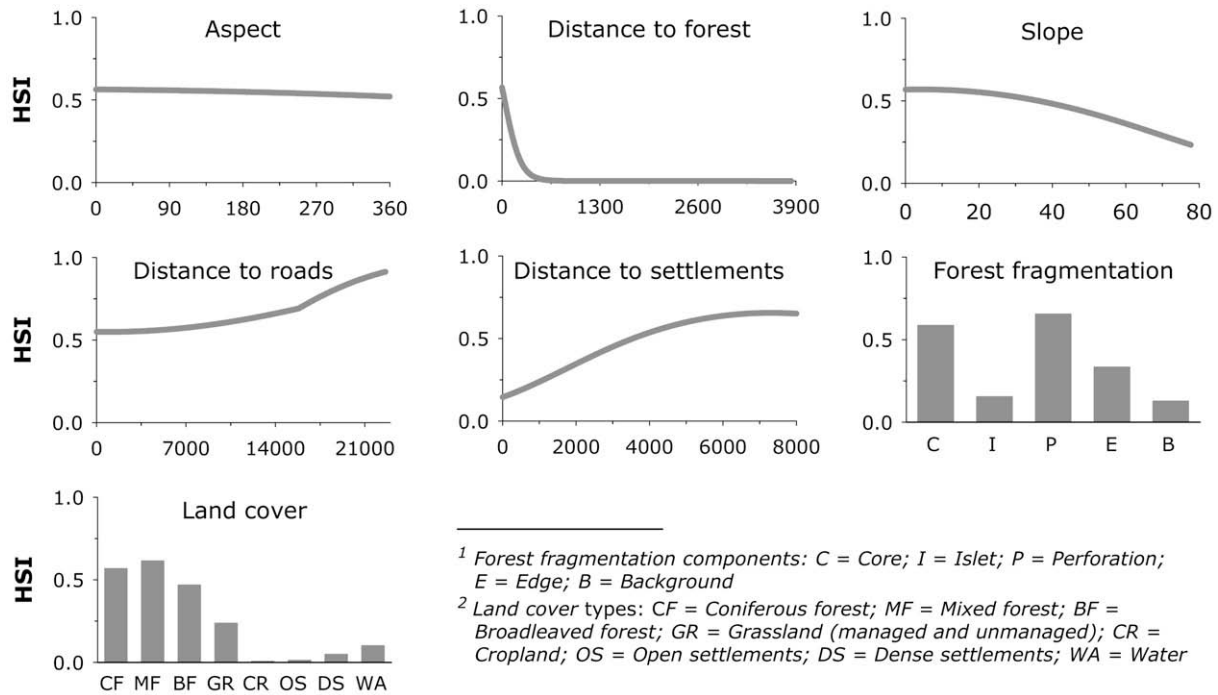 Aspect
1.0
0.5
0.0
HSI
0 90 180 270 360
Distance to forest
1.0
0.5
0.0
0 1300 2600 3900
Slope
1.0
0.5
0.0
0 20 40 60 80
Distance to roads
1.0
0.5
0.0
HSI
0 7000 14000 21000
Distance to settlements
1.0
0.5
0.0
0 2000 4000 6000 8000
Forest fragmentation
1.0
0.5
0.0
C I P E B
Land cover
1.0
0.5
0.0
HSI
CF MF BF GR CR OS DS WA
1 Forest fragmentation components: C = Core; I = Islet; P = Perforation;
E = Edge; B = Background
2 Land cover types: CF = Coniferous forest; MF = Mixed forest; BF =
Broadleaved forest; GR = Grassland (managed and unmanaged); CR =
Cropland; OS = Open settlements; DS = Dense settlements; WA = Water